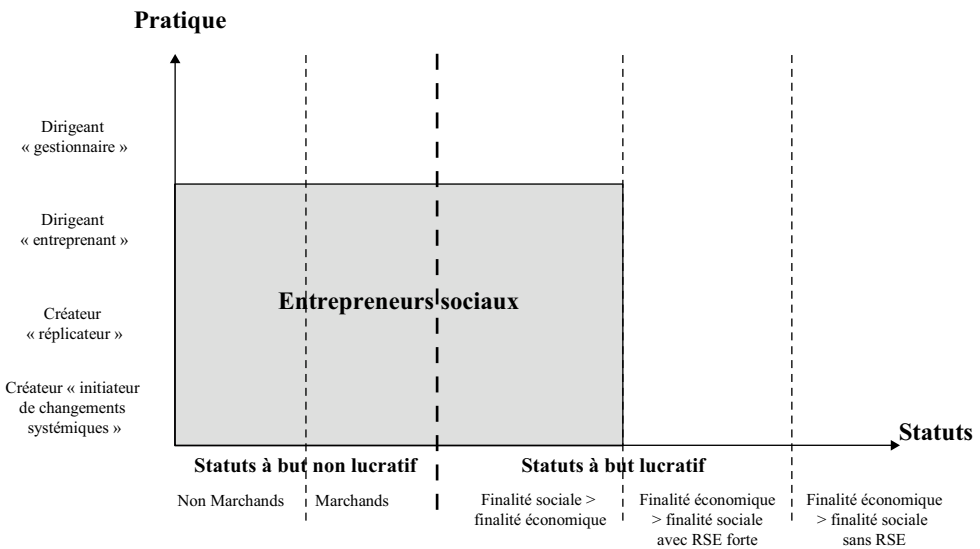 Pratique
Dirigeant
« gestionnaire »
Dirigeant
« entreprenant »
Entrepreneurs sociaux
Créateur
« réplicateur »
Créateur « initiateur
de changements
systémiques »
Statuts
Statuts à but non lucratif
Statuts à but lucratif
Non Marchands
Marchands
Finalité sociale >
finalité économique
Finalité économique
> finalité sociale
avec RSE forte
Finalité économique
> finalité sociale
sans RSE